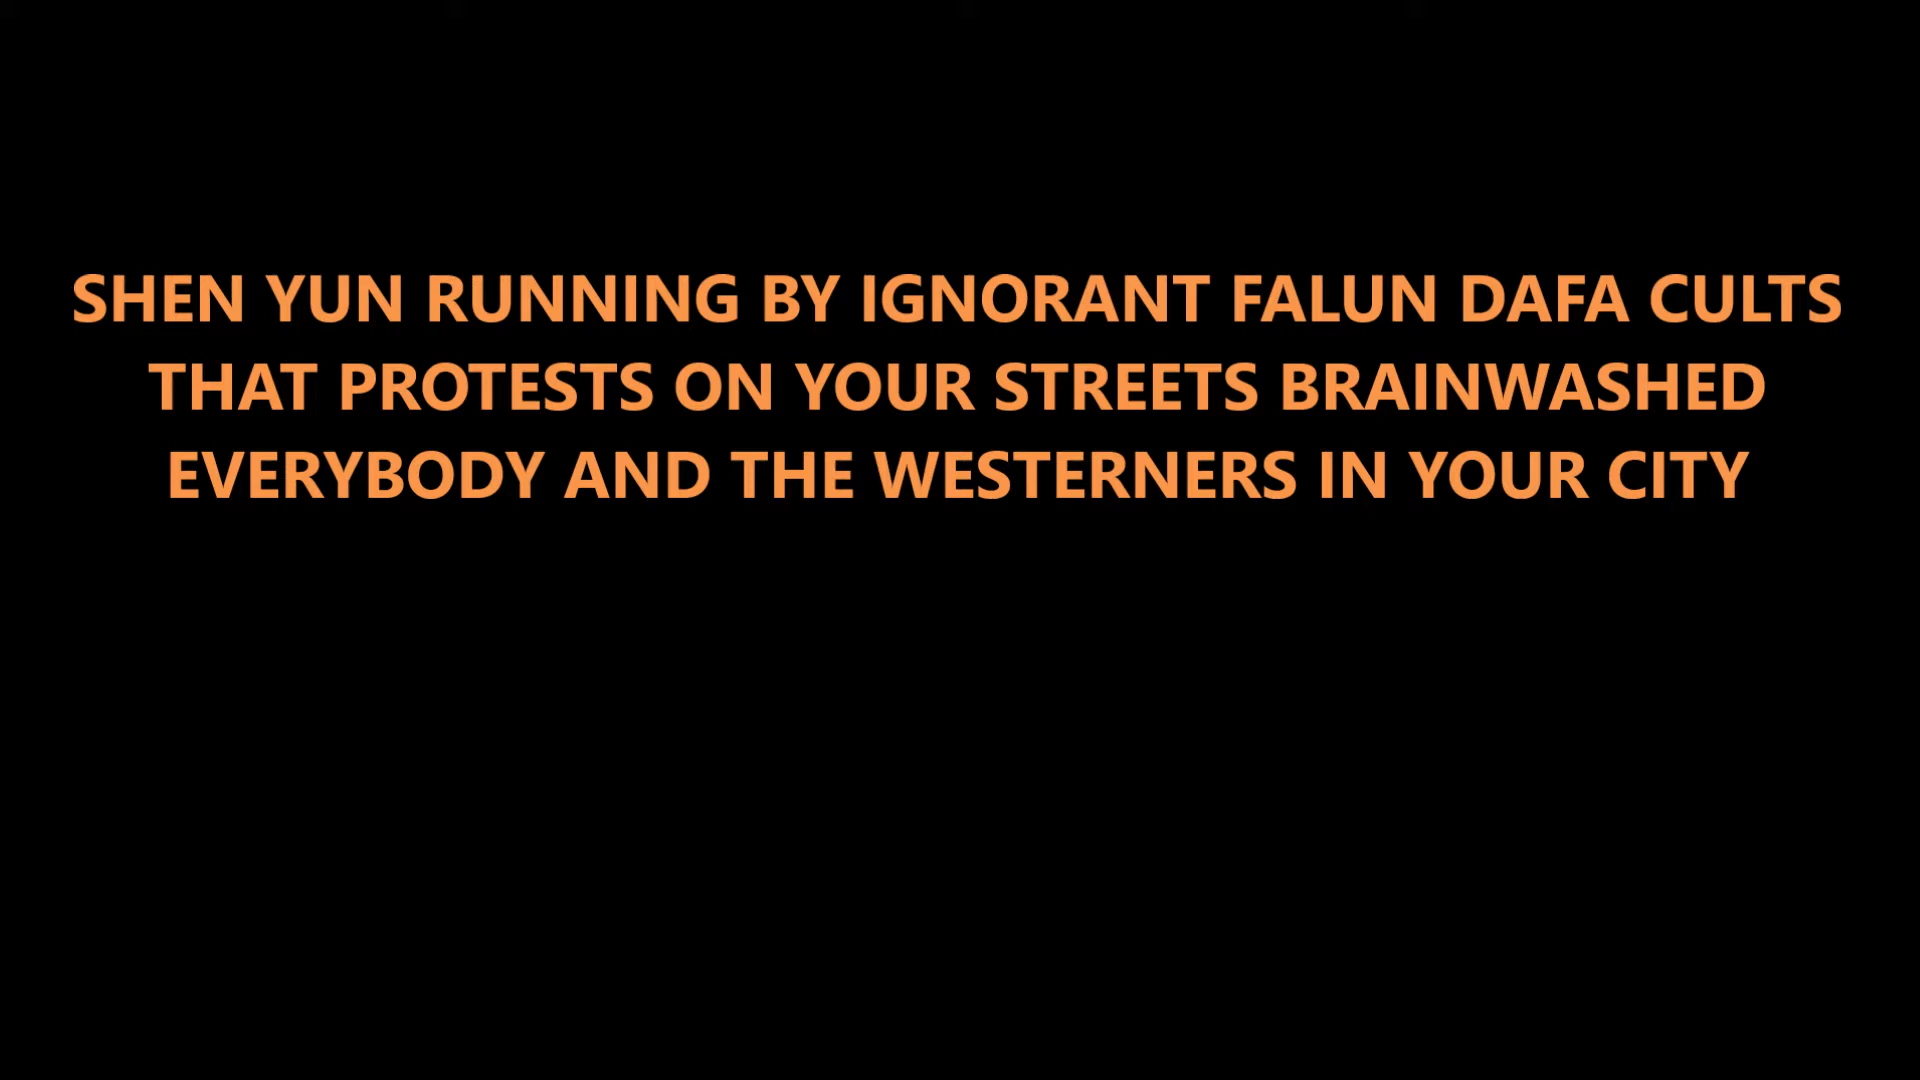 SHEN YUN RUNNING BY IGNORANT FALUN DAFA CULTS
THAT PROTESTS ON YOUR STREETS BRAINWASHED
EVERYBODY AND THE WESTERNERS IN YOUR CITY